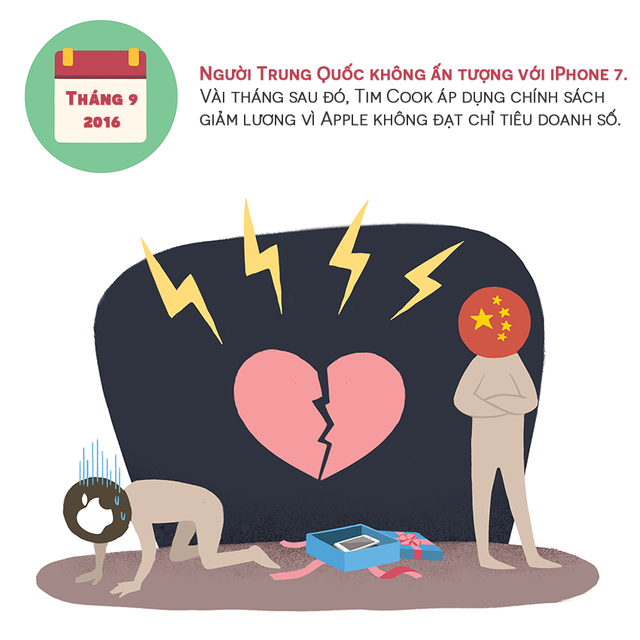 Tháng 9
2016
Người Trung Quốc không ấn tượng với iPhone 7.
Vài tháng sau đó, Tim Cook áp dụng chính sách
giảm lương vì Apple không đạt chỉ tiêu doanh số.